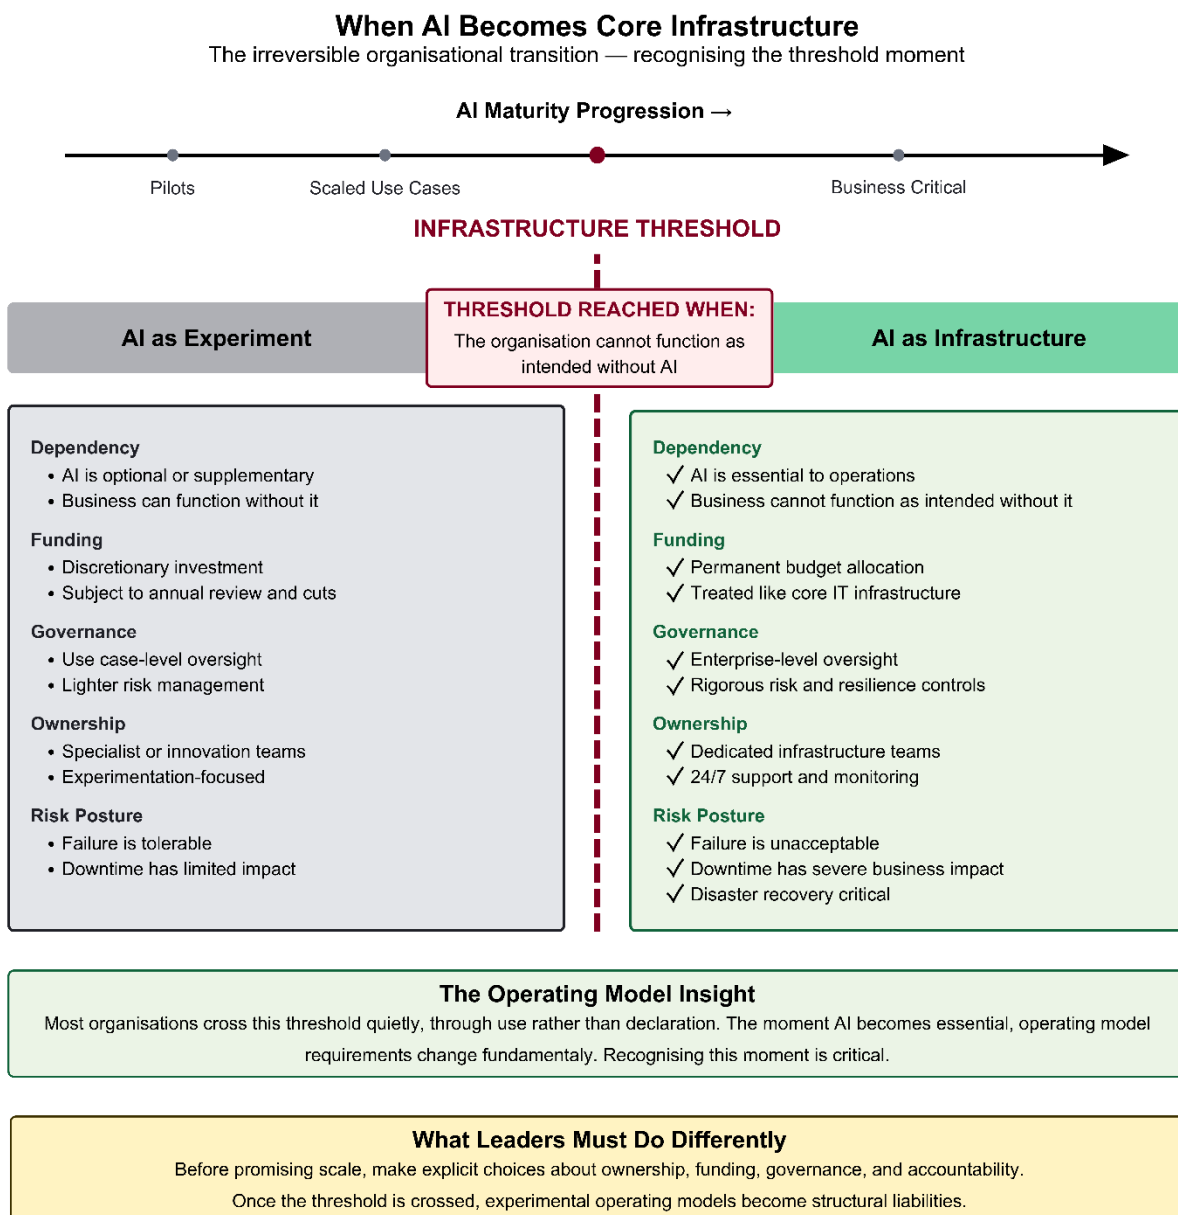 When AI Becomes Core Infrastructure
The irreversible organisational transition — recognising the threshold moment
AI Maturity Progression →
Pilots
Scaled Use Cases
Business Critical
INFRASTRUCTURE THRESHOLD
AI as Experiment
THRESHOLD REACHED WHEN:
The organisation cannot function as
intended without AI
AI as Infrastructure
Dependency
• AI is optional or supplementary
• Business can function without it
Funding
• Discretionary investment
• Subject to annual review and cuts
Governance
• Use case-level oversight
• Lighter risk management
Ownership
• Specialist or innovation teams
• Experimentation-focused
Risk Posture
• Failure is tolerable
• Downtime has limited impact
Dependency
✓ AI is essential to operations
✓ Business cannot function as intended without it
Funding
✓ Permanent budget allocation
✓ Treated like core IT infrastructure
Governance
✓ Enterprise-level oversight
✓ Rigorous risk and resilience controls
Ownership
✓ Dedicated infrastructure teams
✓ 24/7 support and monitoring
Risk Posture
✓ Failure is unacceptable
✓ Downtime has severe business impact
✓ Disaster recovery critical
The Operating Model Insight
Most organisations cross this threshold quietly, through use rather than declaration. The moment AI becomes essential, operating model
requirements change fundamentaly. Recognising this moment is critical.
What Leaders Must Do Differently
Before promising scale, make explicit choices about ownership, funding, governance, and accountability.
Once the threshold is crossed, experimental operating models become structural liabilities.